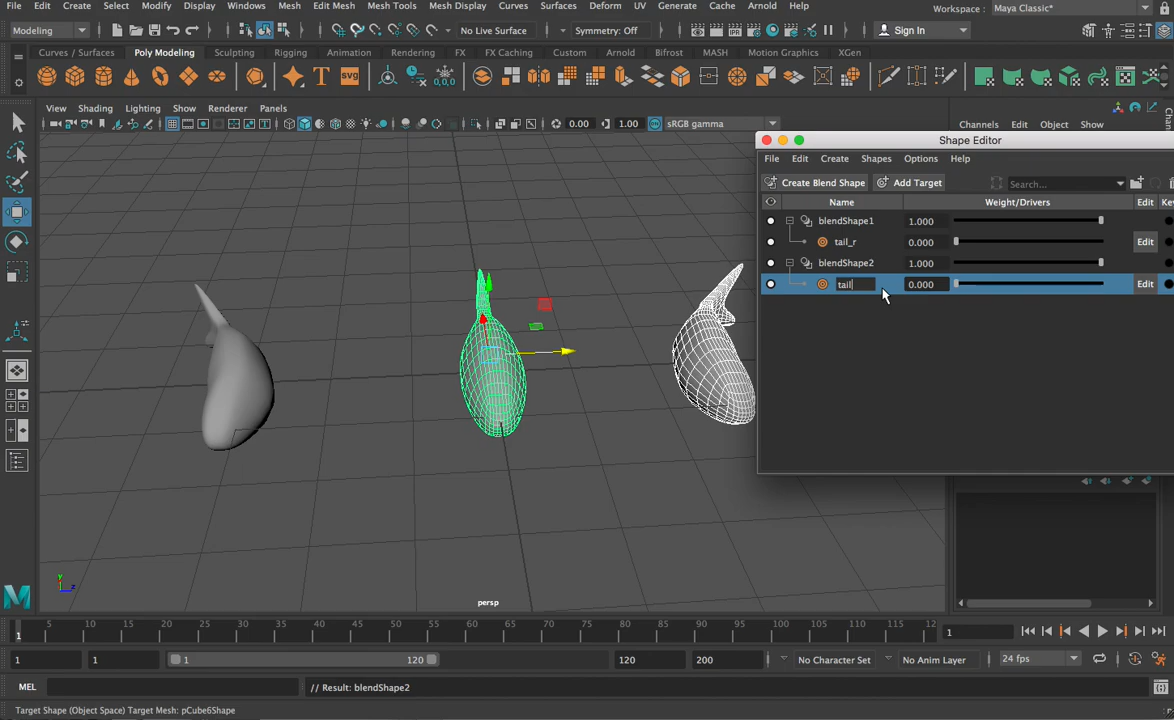 File Edit Create Select Modify Display Windows Mesh Edit Mesh Mesh Tools Mesh Display Curves Surfaces Deform UV Generate Cache Arnold Help Workspace : Maya Classic*
Modeling No Live Surface Symmetry: Off Sign In
Curves / Surfaces Poly Modeling Sculpting Rigging Animation Rendering FX FX Caching Custom Arnold Bifrost MASH Motion Graphics XGen
T SVG
View Shading Lighting Show Renderer Panels
0.00 1.00 sRGB gamma
Channels Edit Object Show
Shape Editor
File Edit Create Shapes Options Help
Create Blend Shape Add Target Search...
Name Weight/Drivers Edit Key
blendShape1 1.000
tail_r 0.000 Edit
blendShape2 1.000
tail 0.000 Edit
y z
persp
5 10 15 20 25 30 35 40 45 50 55 60 65 70 75 80 85 90 95 100 105 110 115 12
1 1
1 1 1 120 120 200 No Character Set No Anim Layer 24 fps
MEL // Result: blendShape2
Target Shape (Object Space) Target Mesh: pCube6Shape